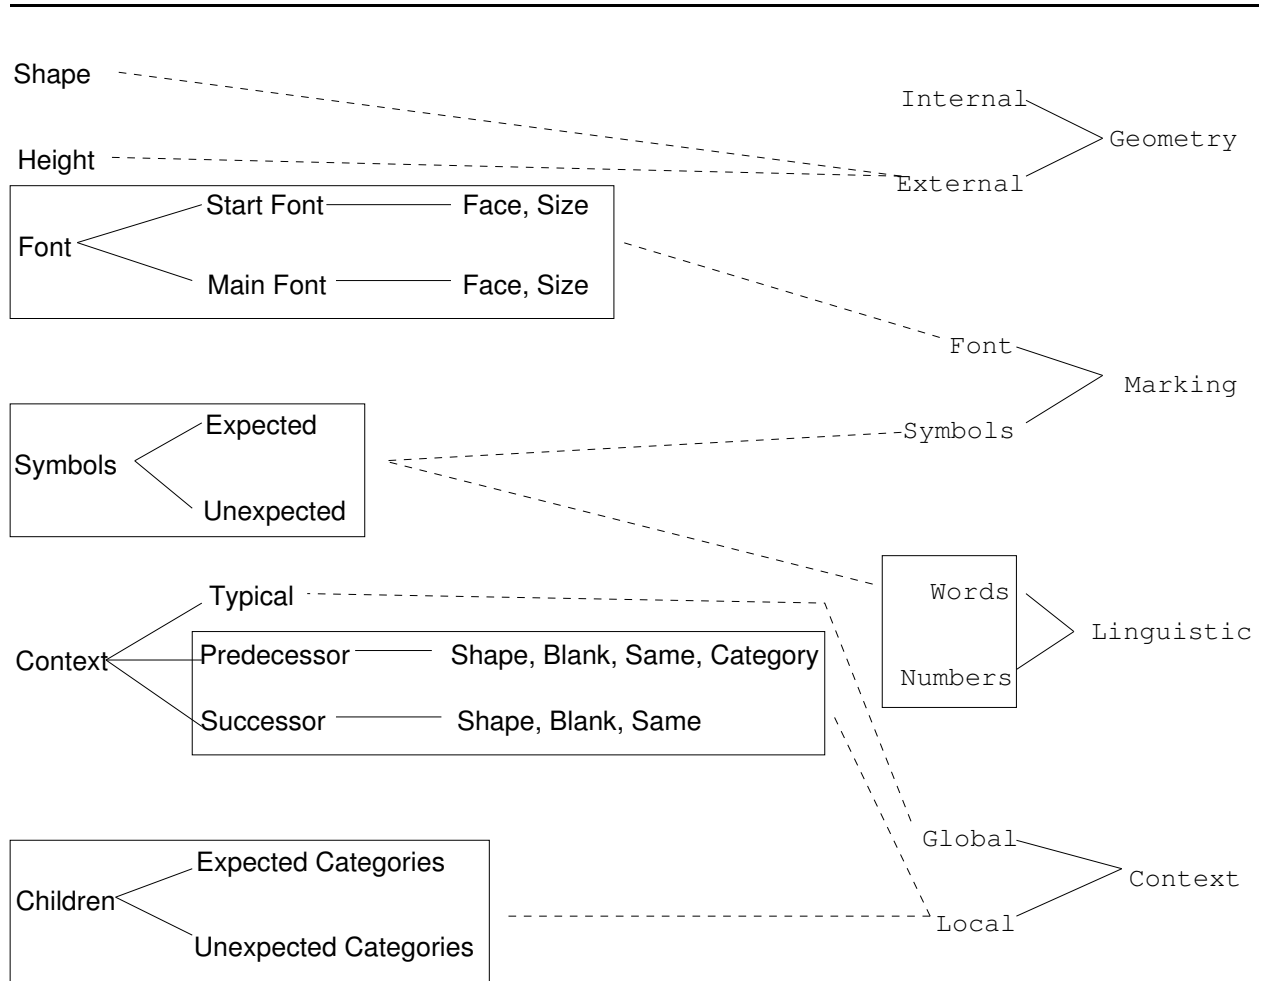 Shape
Internal
Geometry
Height
External
Start Font Face, Size
Font
Main Font Face, Size
Font
Marking
Expected
Symbols
Symbols
Unexpected
Typical
Words
Linguistic
Context
Predecessor Shape, Blank, Same, Category
Numbers
Successor Shape, Blank, Same
Global
Expected Categories
Context
Children
Local
Unexpected Categories